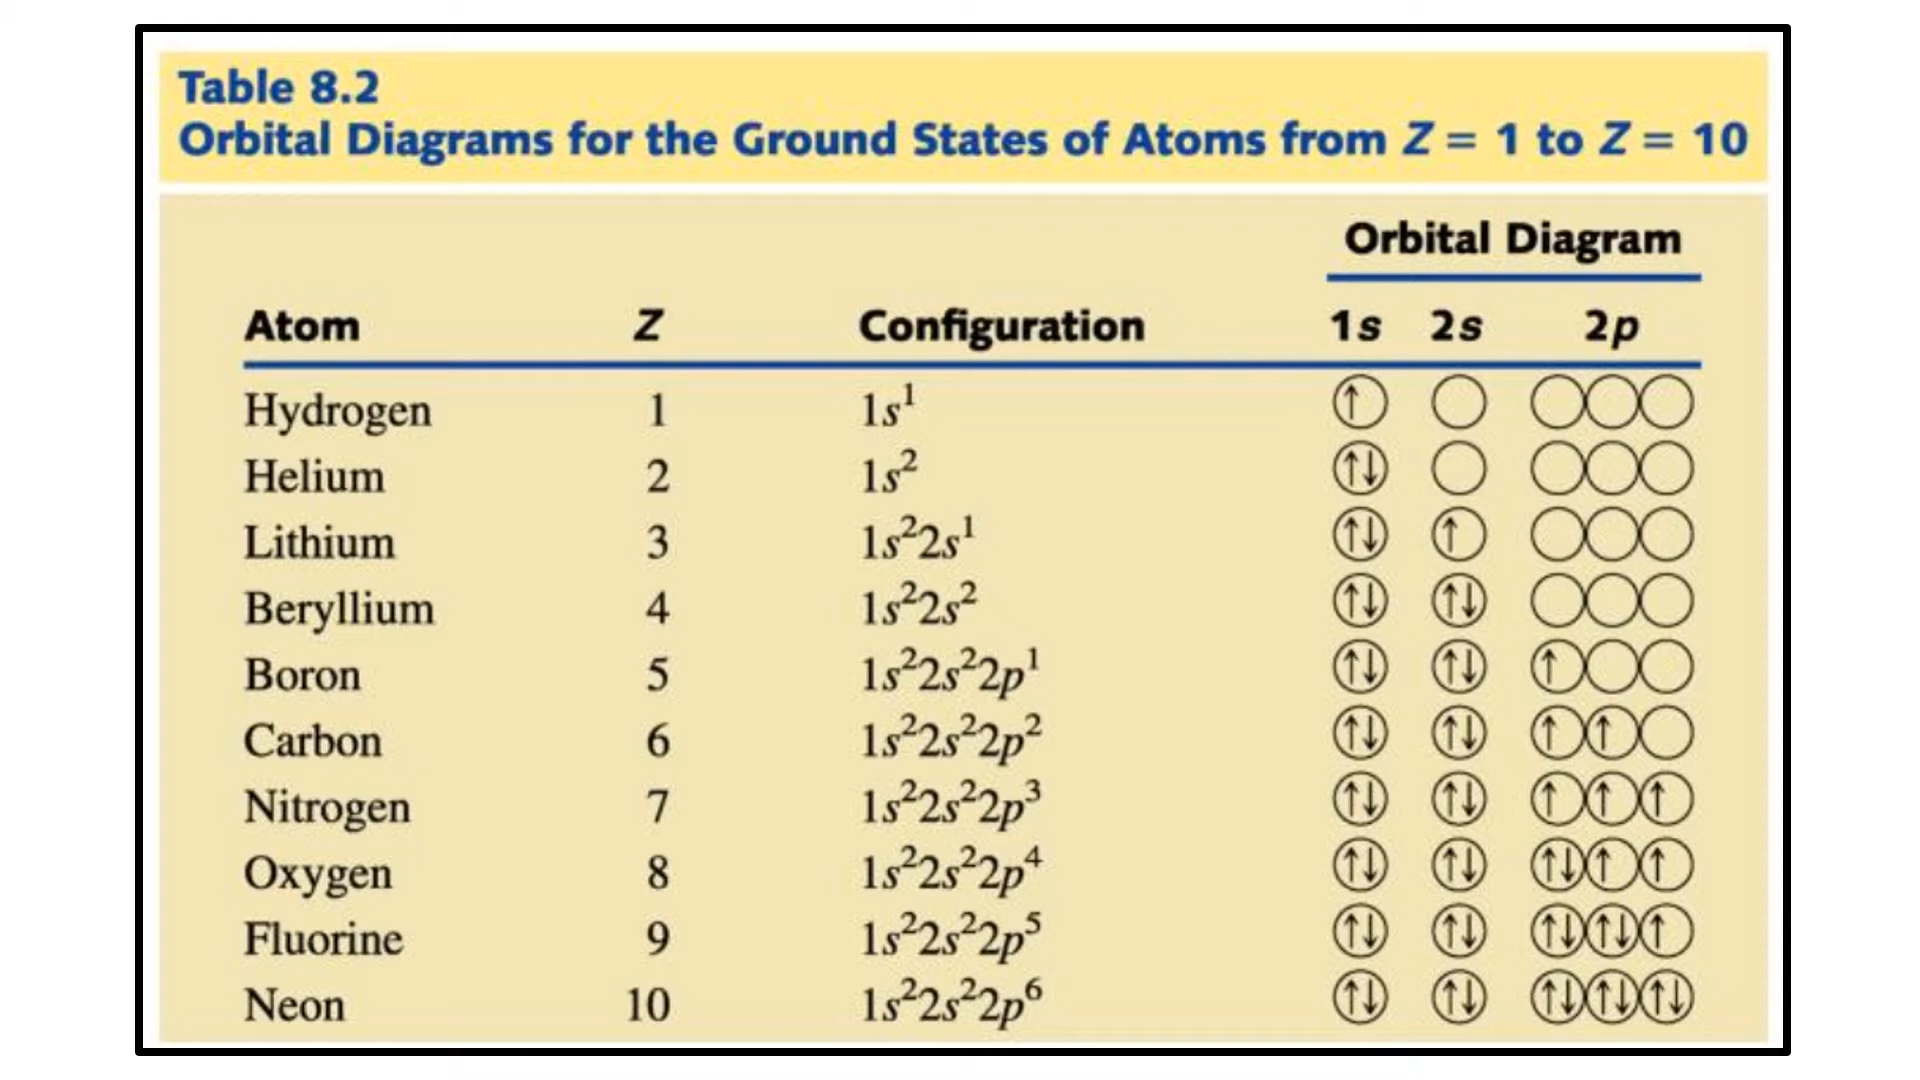 Table 8.2
Orbital Diagrams for the Ground States of Atoms from Z = 1 to Z = 10
Orbital Diagram
Atom Z Configuration 1s 2s 2p
Hydrogen 1 1s¹ ↑
Helium 2 1s² ↑↓
Lithium 3 1s²2s¹ ↑↓ ↑
Beryllium 4 1s²2s² ↑↓ ↑↓
Boron 5 1s²2s²2p¹ ↑↓ ↑↓ ↑
Carbon 6 1s²2s²2p² ↑↓ ↑↓ ↑ ↑
Nitrogen 7 1s²2s²2p³ ↑↓ ↑↓ ↑ ↑ ↑
Oxygen 8 1s²2s²2p⁴ ↑↓ ↑↓ ↑↓ ↑ ↑
Fluorine 9 1s²2s²2p⁵ ↑↓ ↑↓ ↑↓ ↑↓ ↑
Neon 10 1s²2s²2p⁶ ↑↓ ↑↓ ↑↓ ↑↓ ↑↓